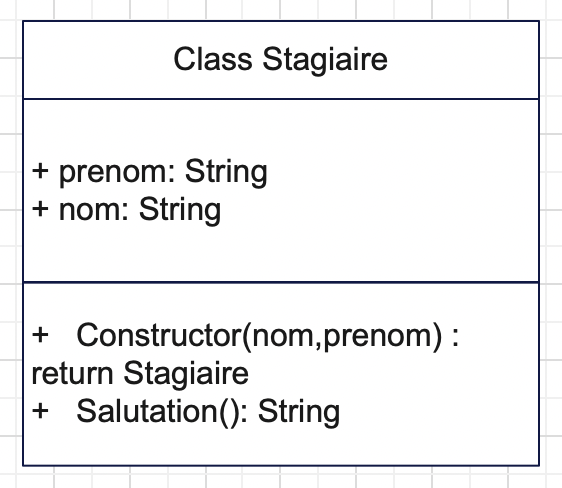 Class Stagiaire
+ prenom: String
+ nom: String
+ Constructor(nom,prenom) :
return Stagiaire
+ Salutation(): String